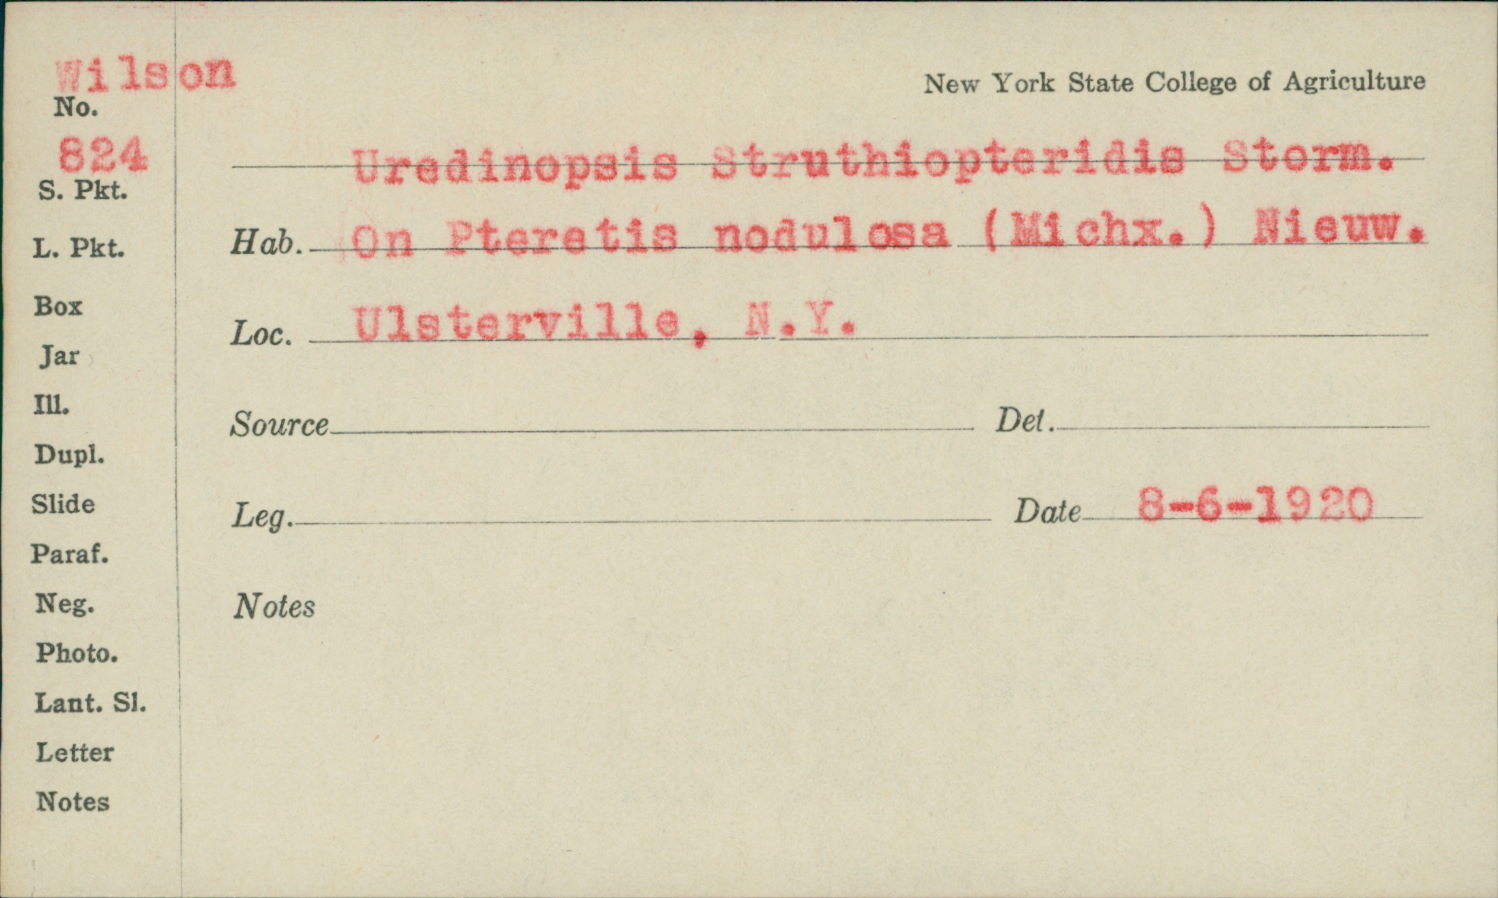 Wilson
New York State College of Agriculture
No.
824
Uredinopsis Struthiopteridis Storm.
S. Pkt.
Hab. On Pteretis nodulosa (Michx.) Nieuw.
L. Pkt.
Box
Loc. Ulsterville, N.Y.
Jar
Ill.
Source Det.
Dupl.
Slide
Leg. Date 8-6-1920
Paraf.
Neg.
Notes
Photo.
Lant. Sl.
Letter
Notes